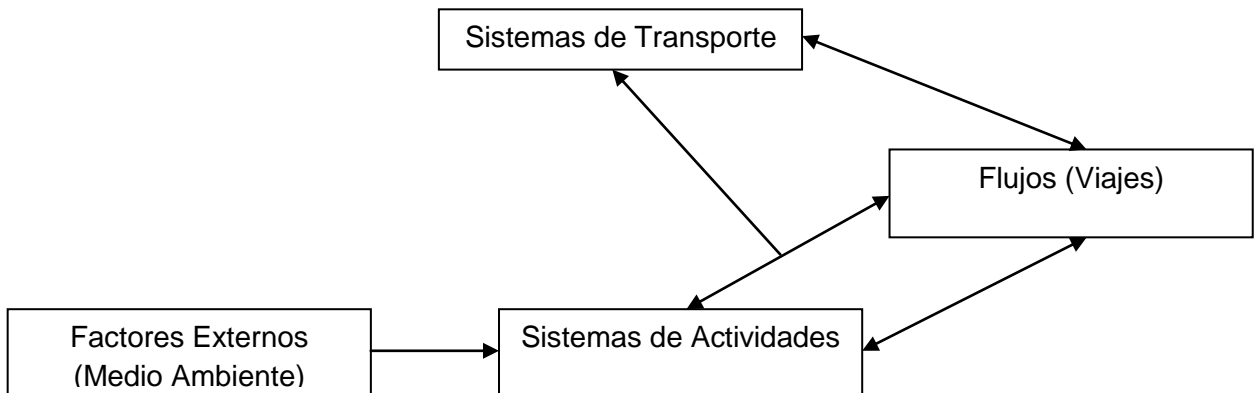 Sistemas de Transporte
Flujos (Viajes)
Factores Externos
(Medio Ambiente)
Sistemas de Actividades